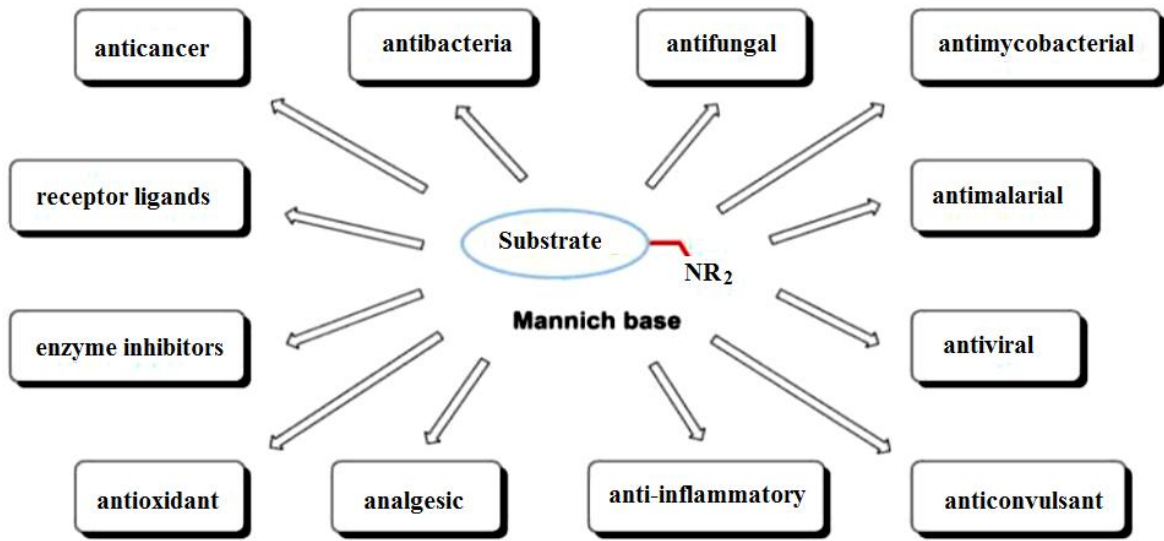 anticancer
antibacteria
antifungal
antimycobacterial
receptor ligands
antimalarial
Substrate
NR2
Mannich base
enzyme inhibitors
antiviral
antioxidant
analgesic
anti-inflammatory
anticonvulsant